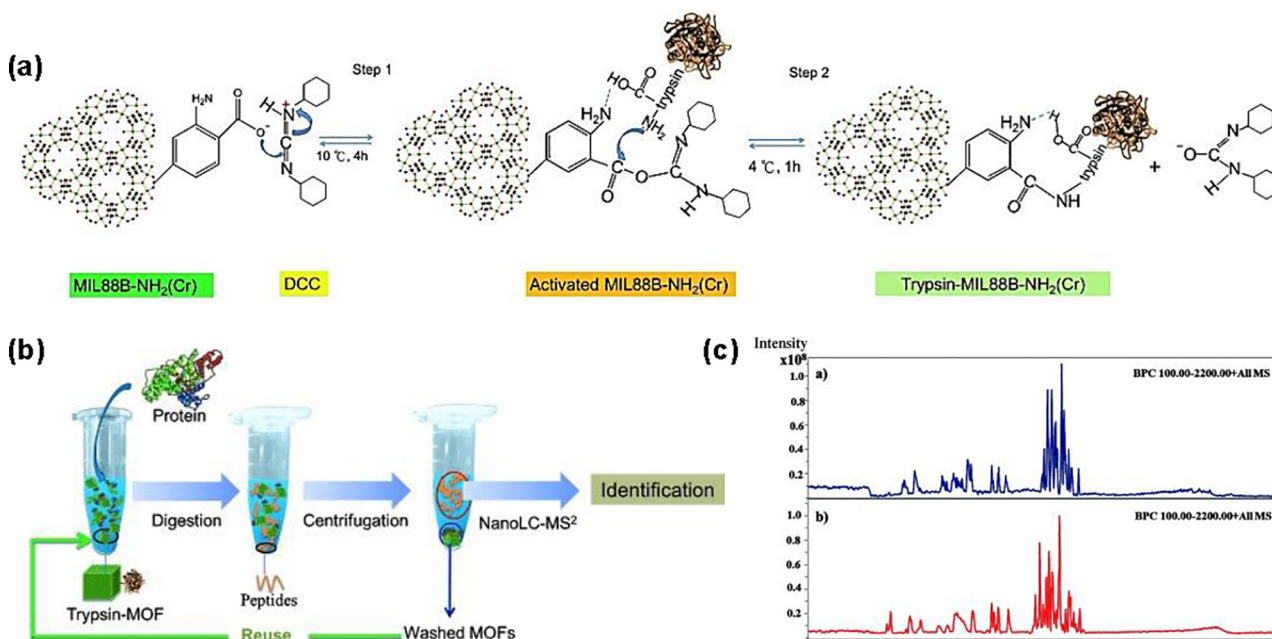 (a)
Step 1
10 °C, 4h
Step 2
4 °C, 1h
H₂N
O
O
H
N
+
C
N
H₂N
HO
O
C
trypsin
NH₂
C
O
O
C
N
N
H
H₂N
H
O
C
O
trypsin
C
O
NH
+
⁻O
C
N
N
H
MIL88B-NH₂(Cr)
DCC
Activated MIL88B-NH₂(Cr)
Trypsin-MIL88B-NH₂(Cr)
(b)
Protein
Digestion
Centrifugation
NanoLC-MS²
Identification
Trypsin-MOF
Peptides
Reuse
Washed MOFs
(c)
Intensity
x10⁸
a)
BPC 100.00-2200.00+All MS
1.0
0.8
0.6
0.4
0.2
b)
BPC 100.00-2200.00+All MS
1.0
0.8
0.6
0.4
0.2